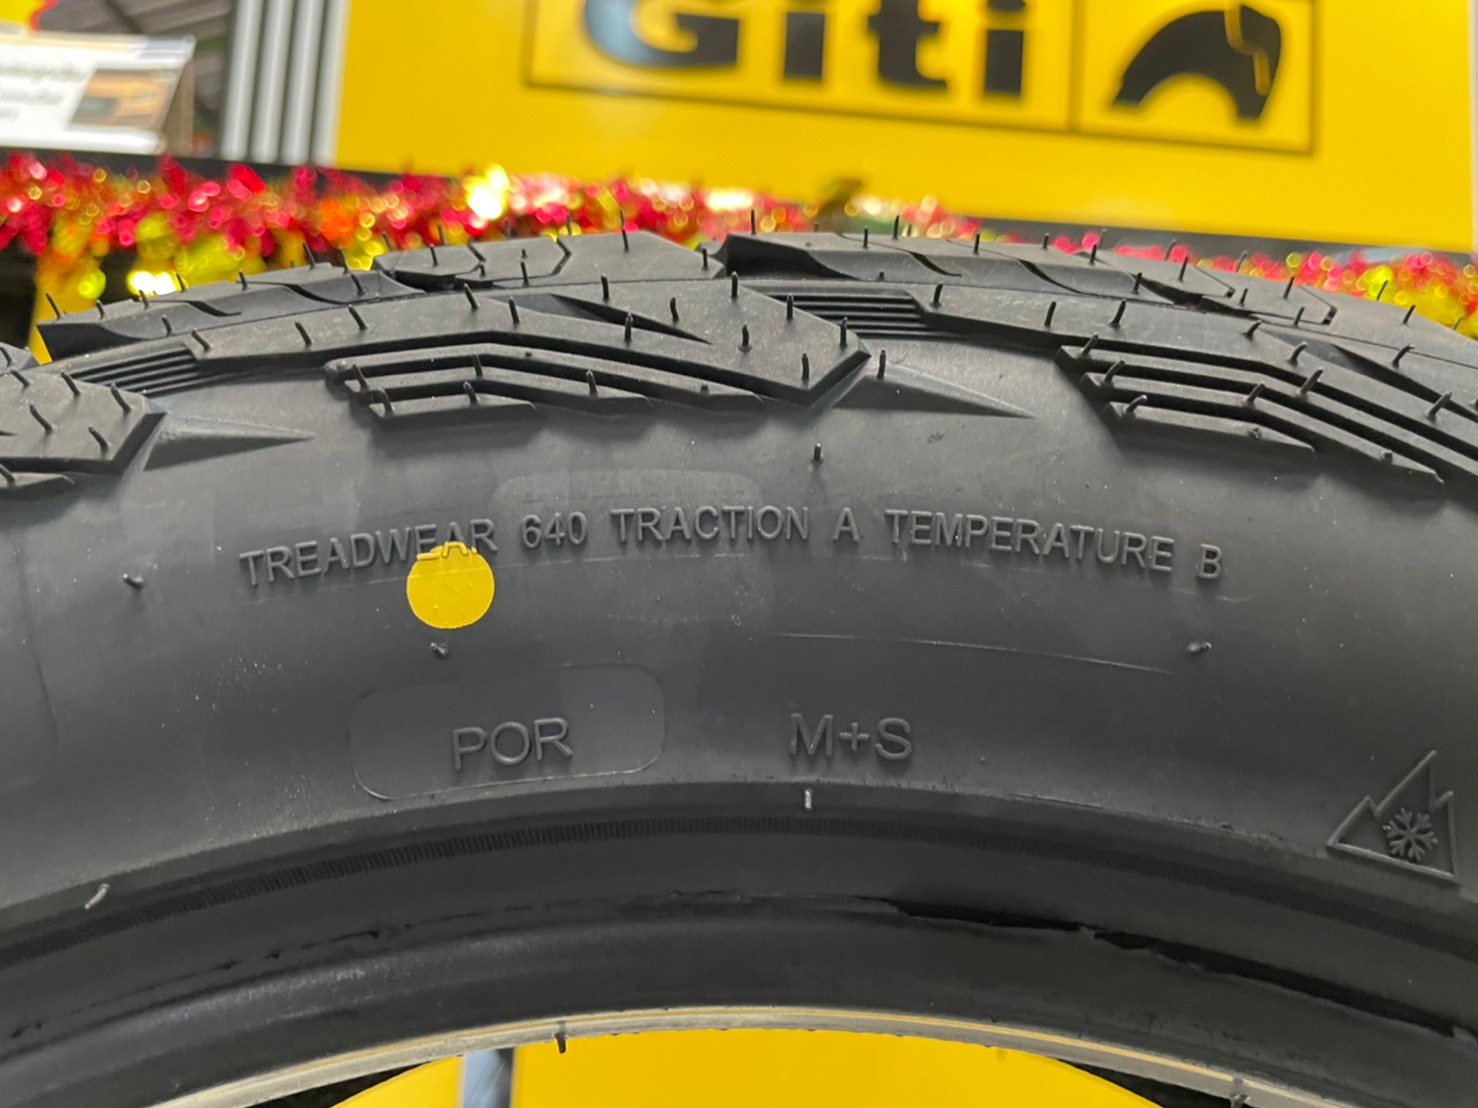 Giti
TREADWEAR 640 TRACTION A TEMPERATURE B
POR
M+S